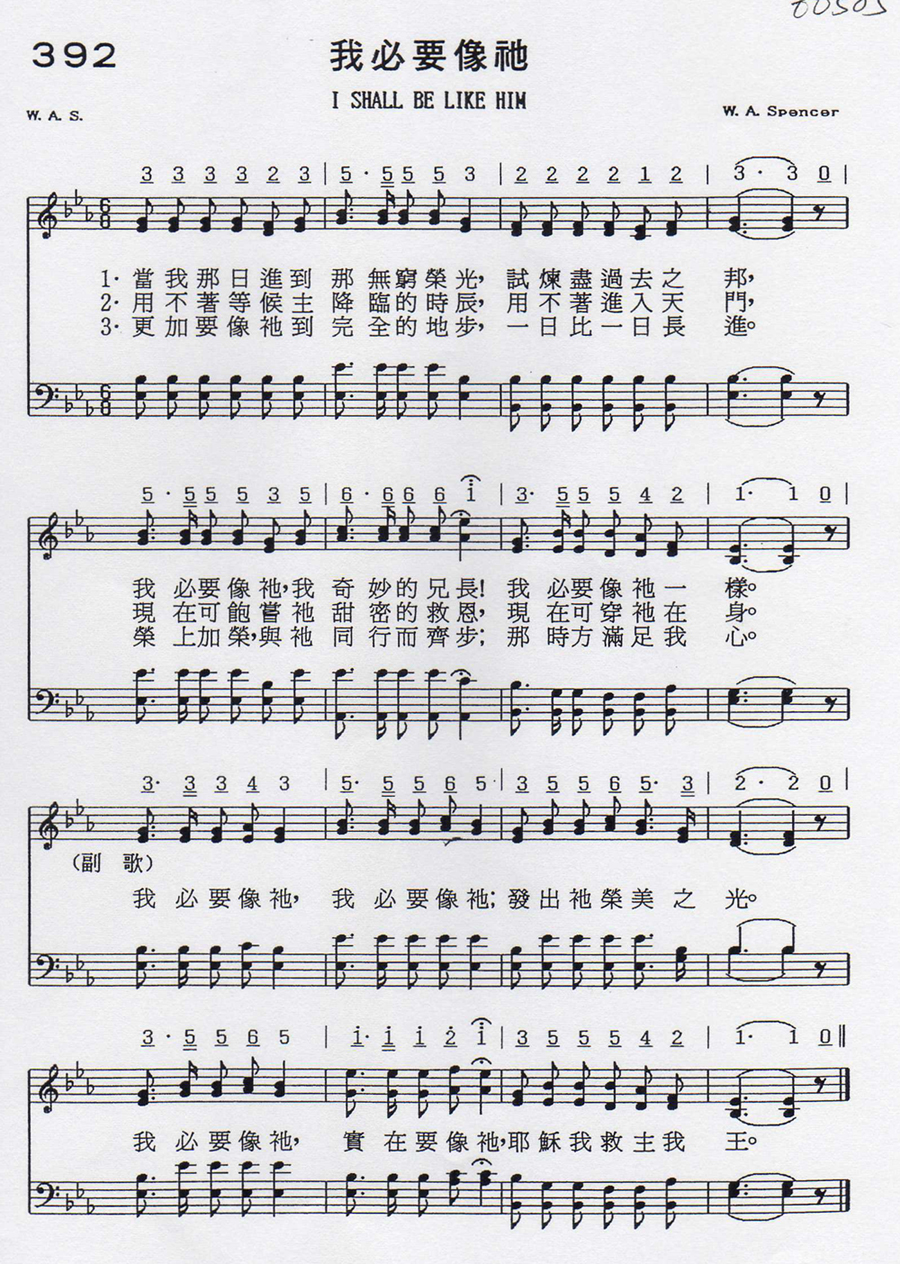 60505
392
我必要像祂
I SHALL BE LIKE HIM
W. A. S.
W. A. Spencer
3 3 3 3 2 3 | 5 · 5 5 5 3 | 2 2 2 2 1 2 | 3 · 3 0 |
1· 當我那日進到 那無窮榮光, 試煉盡過去之 邦,
2· 用不著等候主 降臨的時辰, 用不著進入天 門,
3· 更加要像祂到 完全的地步, 一日比一日長 進。
5 · 5 5 5 3 5 | 6 · 6 6 6 i | 3· 5 5 5 4 2 | 1· 1 0 |
我 必要像祂,我 奇妙的兄長! 我 必要像祂一 樣。
現 在可飽嘗祂 甜密的救恩, 現 在可穿祂在 身。
榮 上加榮,與祂 同行而齊步; 那 時方滿足我 心。
3· 3 3 4 3 | 5· 5 5 6 5 · | 3 5 5 6 5· 3 | 2 · 2 0 |
(副 歌)
我 必要像祂, 我 必要像祂; 發出祂榮美之 光。
3 · 5 5 6 5 | i· i i 2 i | 3 5 5 5 4 2 | 1· 1 0 ||
我 必要像祂, 實在要像祂,耶穌我救主我 王。